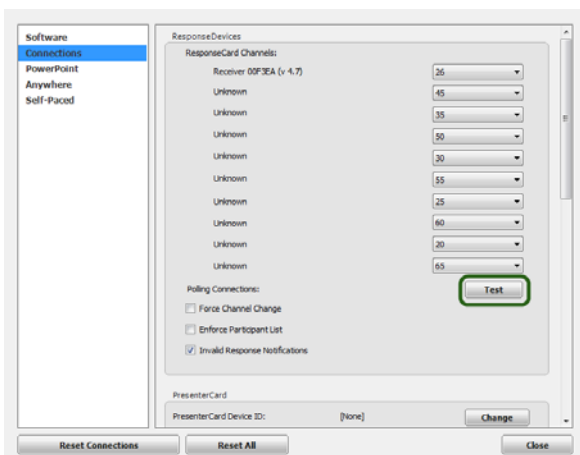 Software
Connections
PowerPoint
Anywhere
Self-Paced
ResponseDevices
ResponseCard Channels:
Receiver 00F3EA (v 4.7) 26
Unknown 45
Unknown 35
Unknown 50
Unknown 30
Unknown 55
Unknown 25
Unknown 60
Unknown 20
Unknown 65
Polling Connections: Test
Force Channel Change
Enforce Participant List
Invalid Response Notifications
PresenterCard
PresenterCard Device ID: [None] Change
Reset Connections Reset All Close